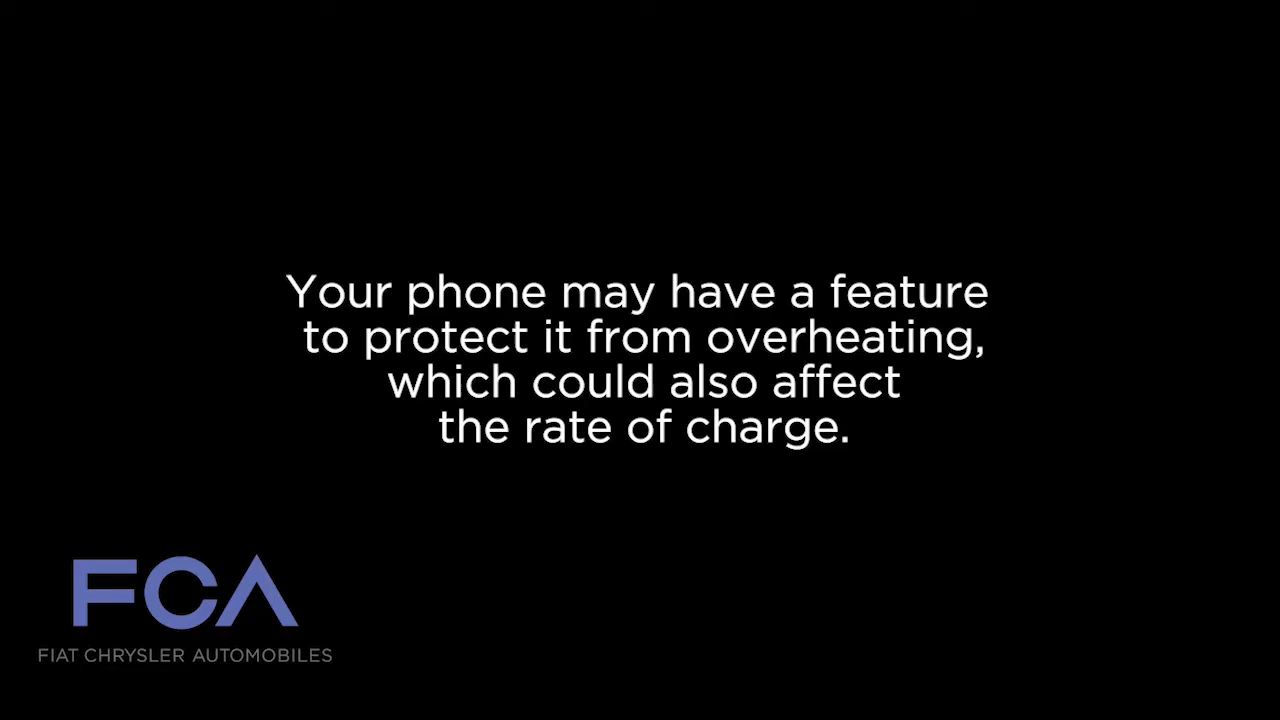 Your phone may have a feature
to protect it from overheating,
which could also affect
the rate of charge.
FCA
FIAT CHRYSLER AUTOMOBILES